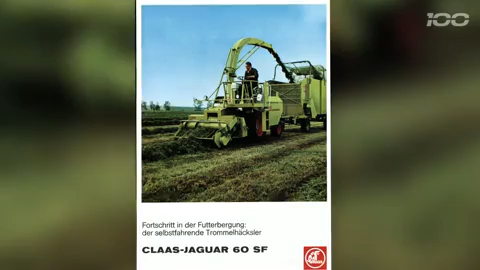 100
Fortschritt in der Futterbergung:
der selbstfahrende Trommelhäcksler
CLAAS-JAGUAR 60 SF